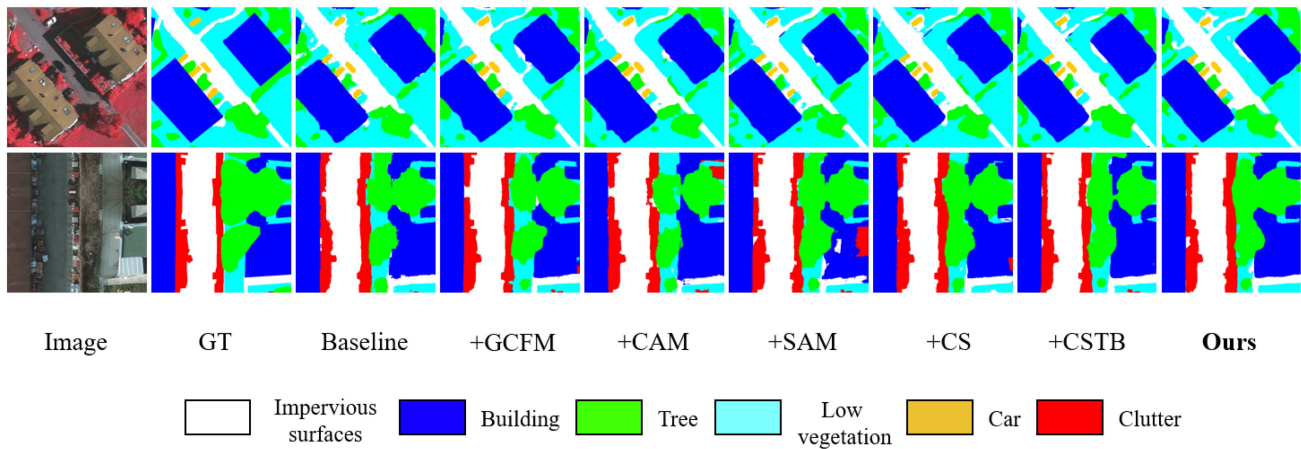 Image GT Baseline +GCFM +CAM +SAM +CS +CSTB Ours
Impervious surfaces
Building
Tree
Low vegetation
Car
Clutter